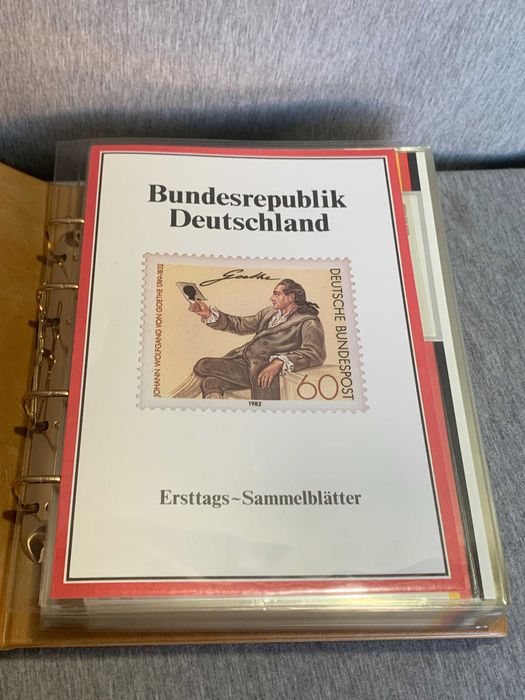 Bundesrepublik
Deutschland
JOHANN WOLFGANG VON GOETHE 1749-1832
Goethe
DEUTSCHE BUNDESPOST
60
1982
Ersttags~Sammelblätter